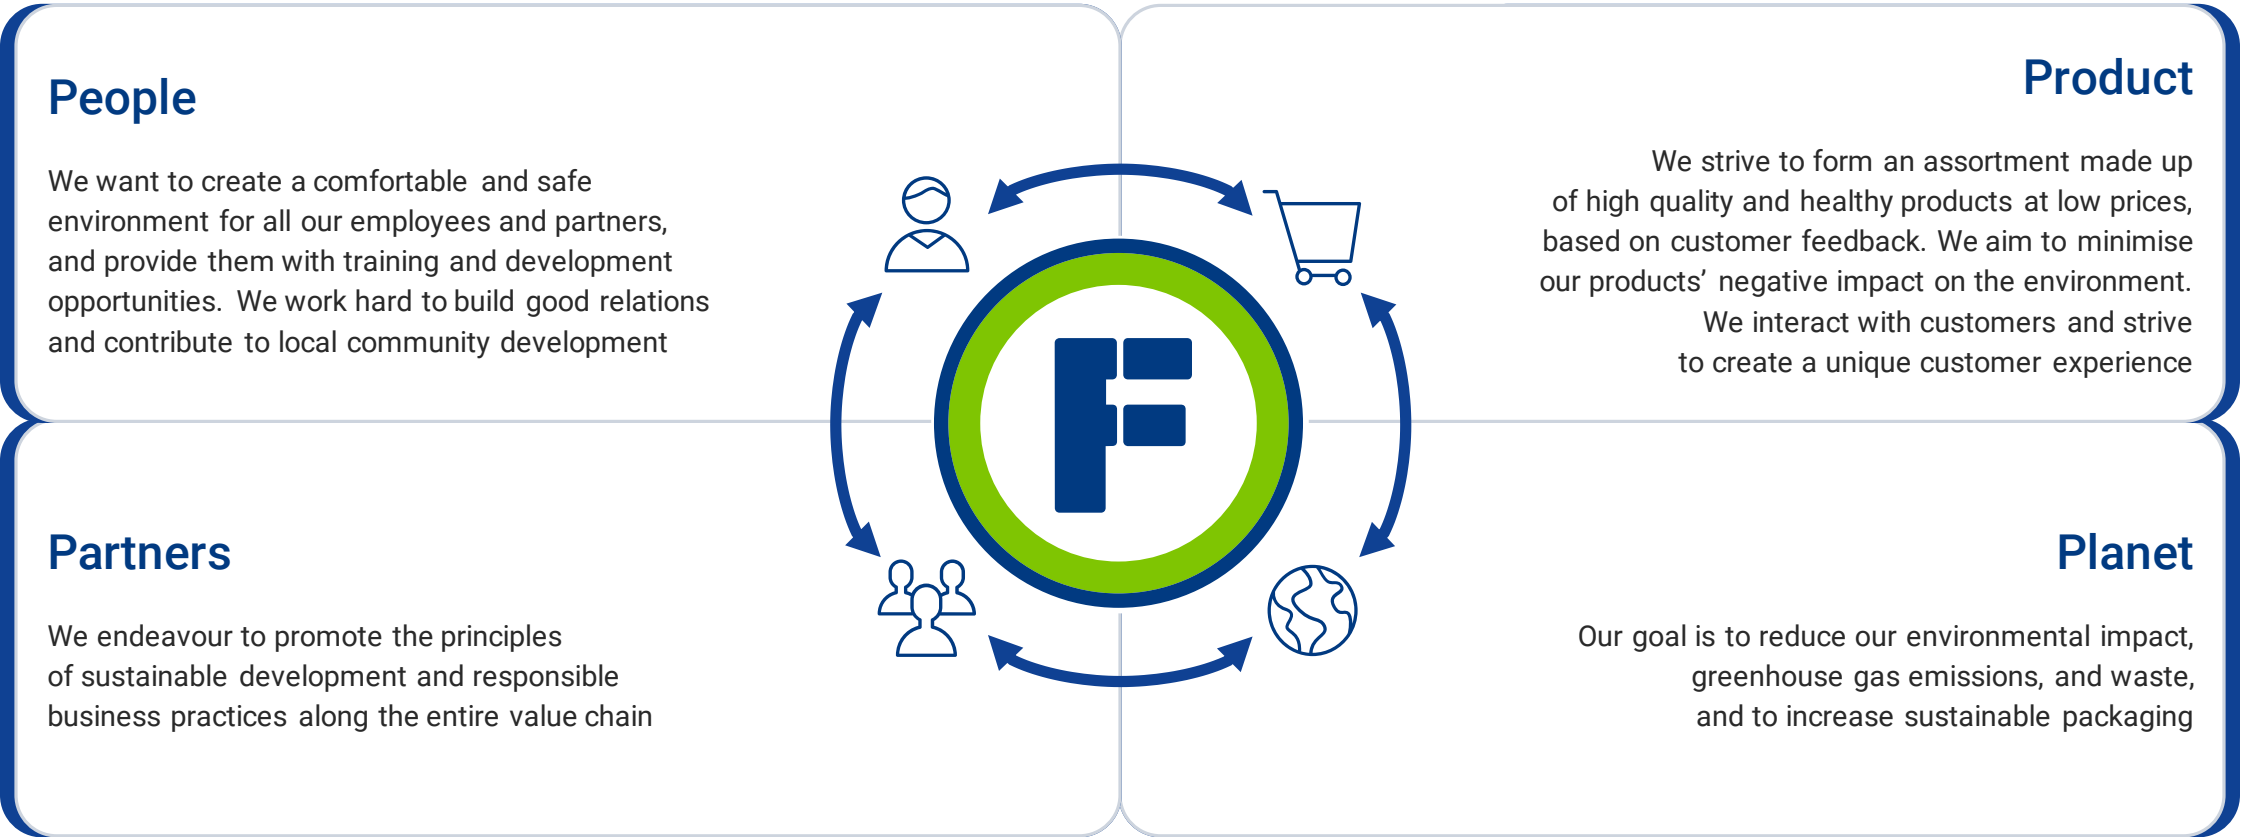 People
We want to create a comfortable and safe
environment for all our employees and partners,
and provide them with training and development
opportunities. We work hard to build good relations
and contribute to local community development
Product
We strive to form an assortment made up
of high quality and healthy products at low prices,
based on customer feedback. We aim to minimise
our products’ negative impact on the environment.
We interact with customers and strive
to create a unique customer experience
F
Partners
We endeavour to promote the principles
of sustainable development and responsible
business practices along the entire value chain
Planet
Our goal is to reduce our environmental impact,
greenhouse gas emissions, and waste,
and to increase sustainable packaging